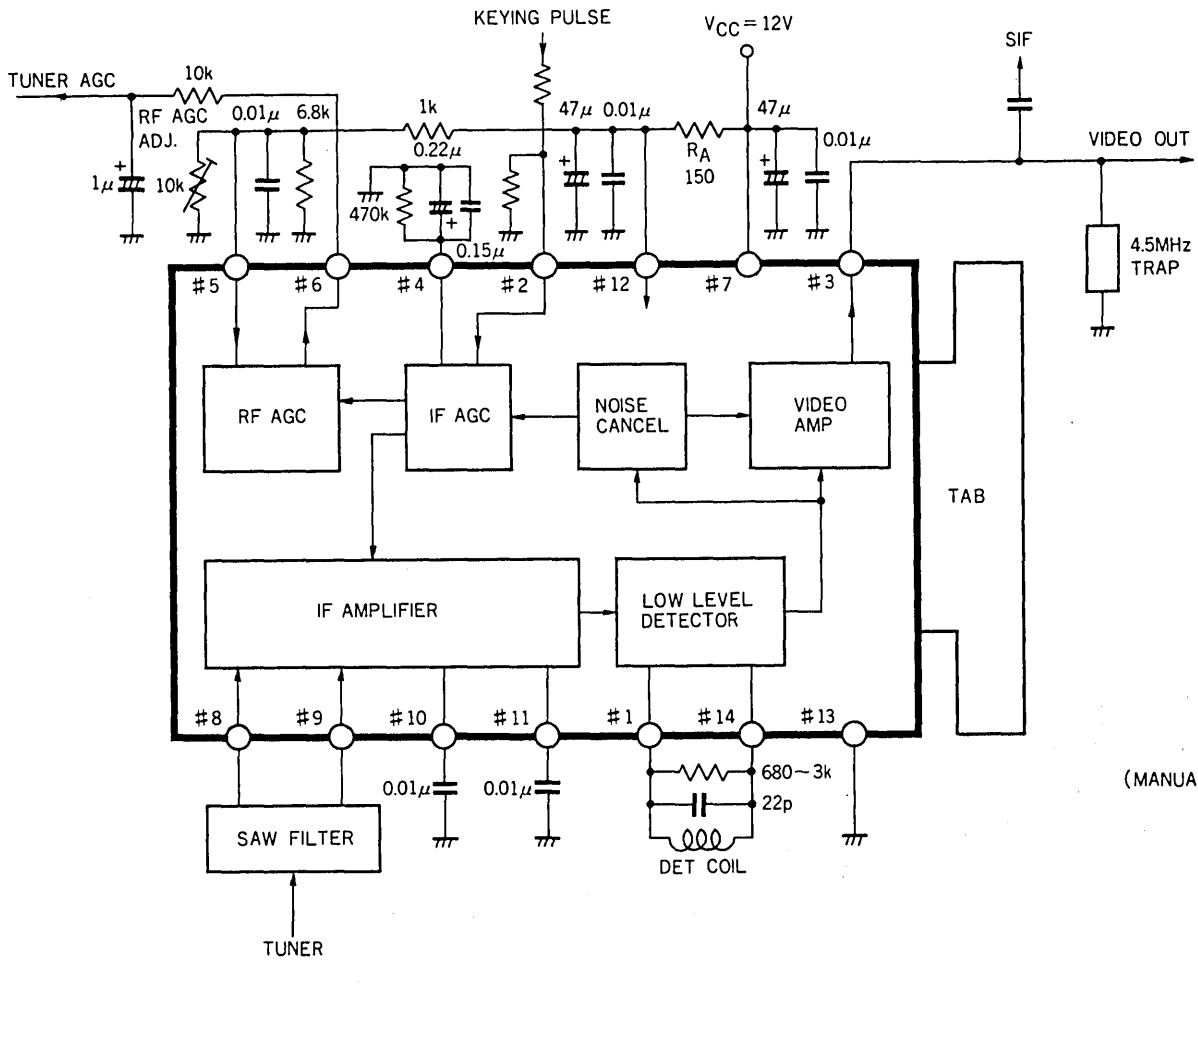 KEYING PULSE
VCC = 12V
SIF
TUNER AGC
10k
RF AGC
ADJ.
0.01μ
6.8k
1k
0.22μ
47μ
0.01μ
RA
150
47μ
0.01μ
VIDEO OUT
1μ
10k
470k
0.15μ
4.5MHz
TRAP
#5
#6
#4
#2
#12
#7
#3
RF AGC
IF AGC
NOISE
CANCEL
VIDEO
AMP
TAB
IF AMPLIFIER
LOW LEVEL
DETECTOR
#8
#9
#10
#11
#1
#14
#13
0.01μ
0.01μ
680~3k
22p
DET COIL
(MANUA
SAW FILTER
TUNER